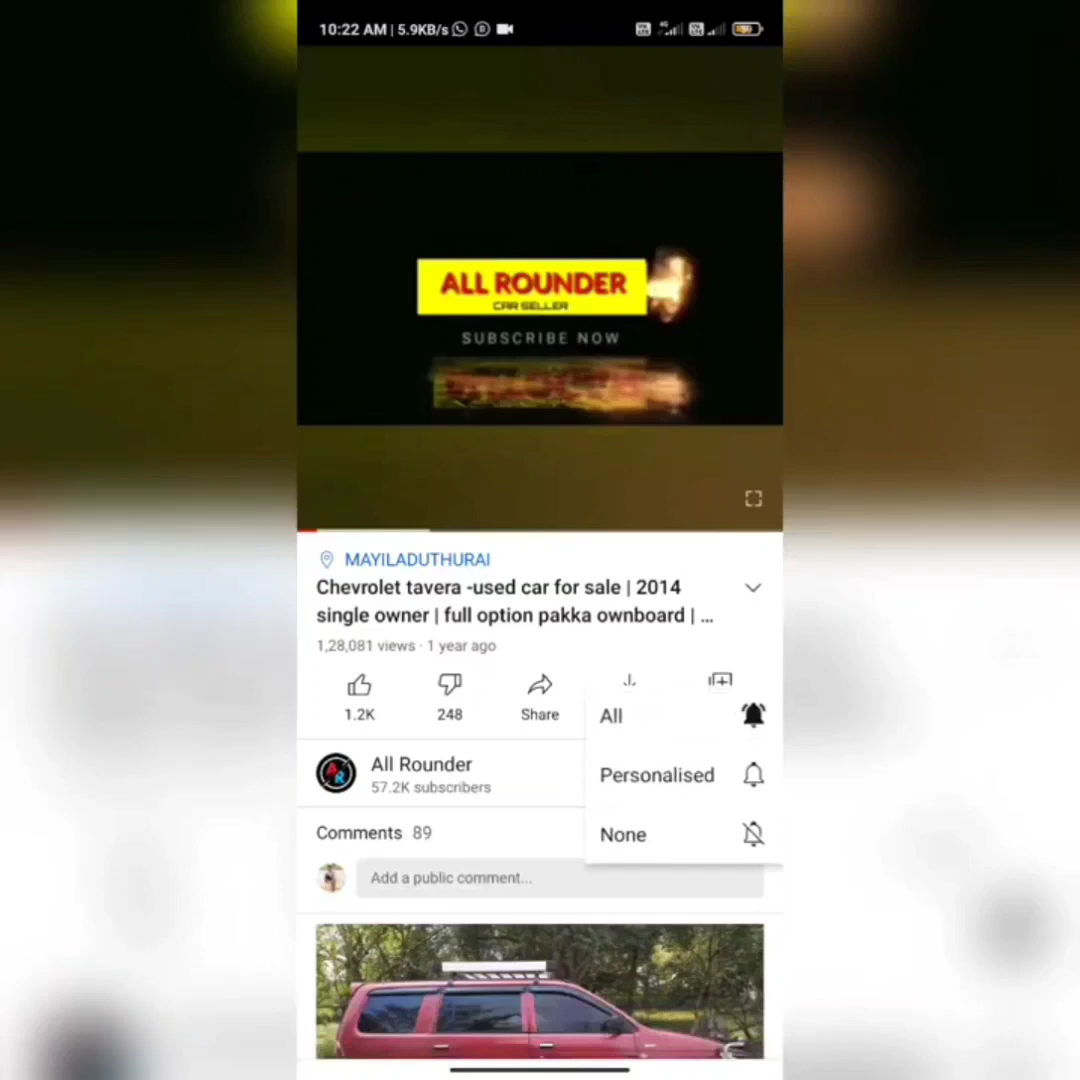 10:22 AM | 5.9KB/s
ALL ROUNDER
CAR SELLER
SUBSCRIBE NOW
MAYILADUTHURAI
Chevrolet tavera -used car for sale | 2014
single owner | full option pakka ownboard | ...
1,28,081 views · 1 year ago
1.2K
248
Share
All
Personalised
None
All Rounder
57.2K subscribers
Comments 89
Add a public comment...